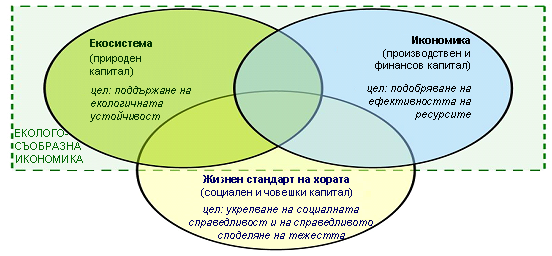 Екосистема
(природен
капитал)
цел: поддържане на
екологичната
устойчивост
Икономика
(производствен и
финансов капитал)
цел: подобряване на
ефективността на
ресурсите
ЕКОЛОГО-
СЪОБРАЗНА
ИКОНОМИКА
Жизнен стандарт на хората
(социален и човешки капитал)
цел: укрепване на социалната
справедливост и на справедливото
споделяне на тежестта